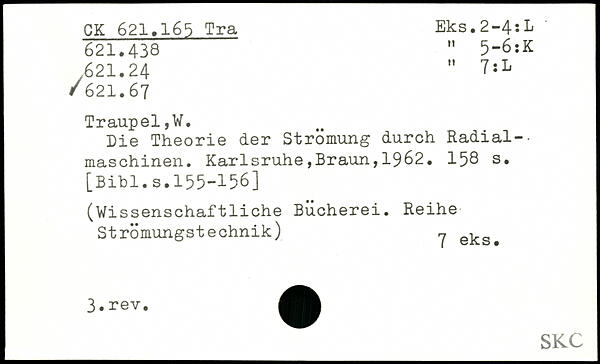 CK 621.165 Tra
621.438
621.24
621.67
Eks.2-4:L
" 5-6:K
" 7:L
Traupel,W.
Die Theorie der Strömung durch Radial-
maschinen. Karlsruhe,Braun,1962. 158 s.
[Bibl.s.155-156]
(Wissenschaftliche Bücherei. Reihe
Strömungstechnik)
7 eks.
3.rev.
SKC